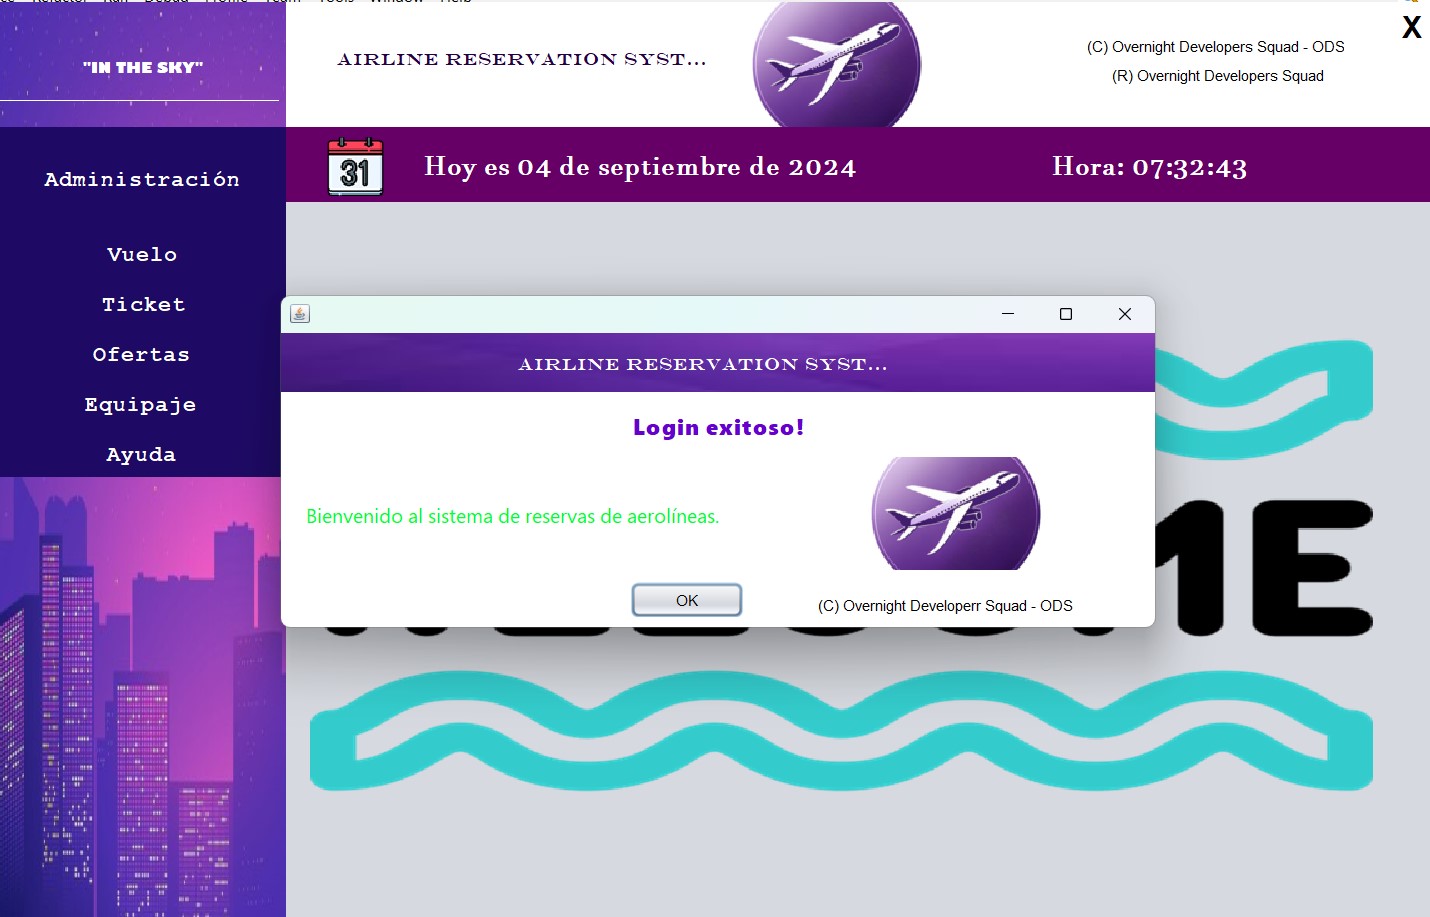 "IN THE SKY"
AIRLINE RESERVATION SYST...
(C) Overnight Developers Squad - ODS
(R) Overnight Developers Squad
X
31
Hoy es 04 de septiembre de 2024
Hora: 07:32:43
Administración
Vuelo
Ticket
Ofertas
Equipaje
Ayuda
AIRLINE RESERVATION SYST...
Login exitoso!
Bienvenido al sistema de reservas de aerolíneas.
OK
(C) Overnight Developerr Squad - ODS